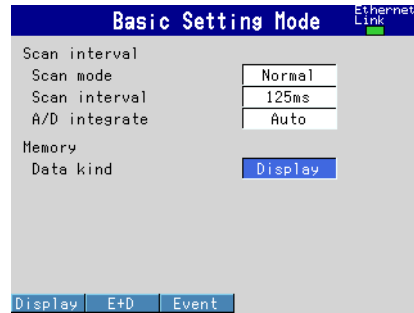 Basic Setting Mode
Ethernet
Link
Scan interval
Scan mode Normal
Scan interval 125ms
A/D integrate Auto
Memory
Data kind Display
Display E+D Event